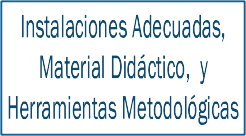 Instalaciones Adecuadas,
Material Didáctico, y
Herramientas Metodológicas